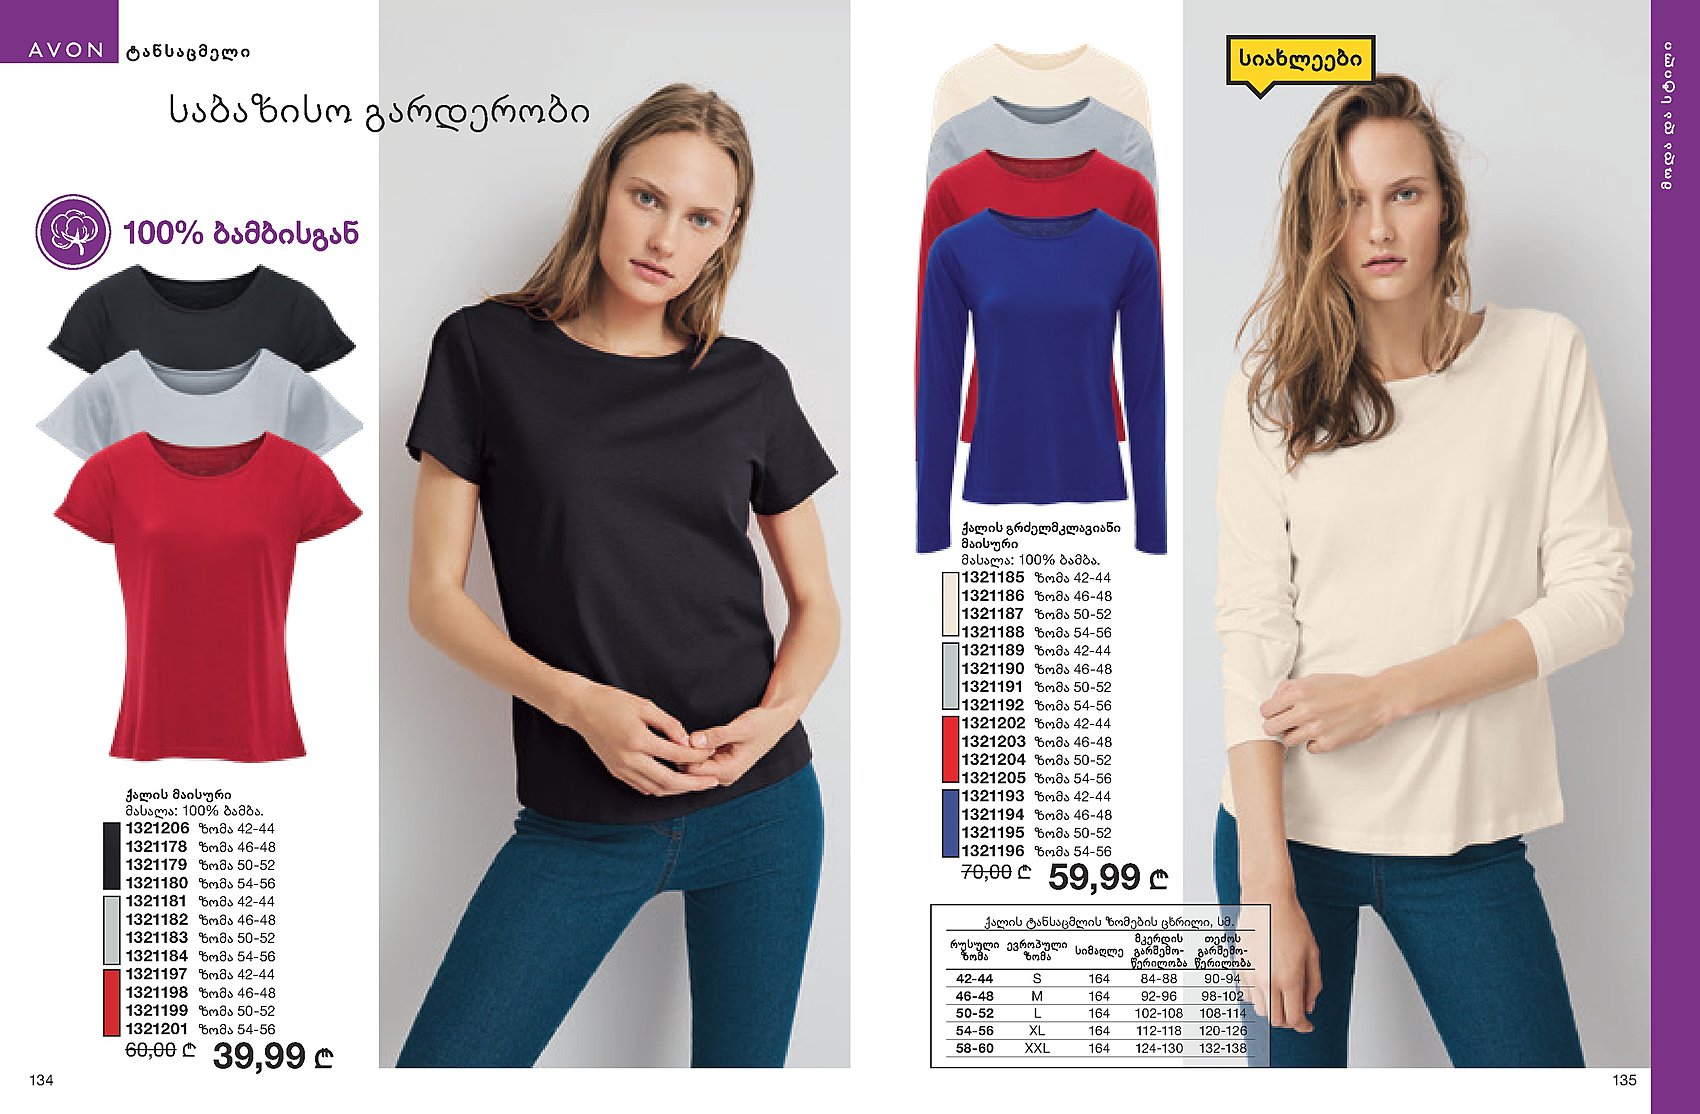 AVON ტანსაცმელი
საბაზისო გარდერობი
100% ბამბისგან
ქალის მაისური
მასალა: 100% ბამბა.
1321206 ზომა 42-44
1321178 ზომა 46-48
1321179 ზომა 50-52
1321180 ზომა 54-56
1321181 ზომა 42-44
1321182 ზომა 46-48
1321183 ზომა 50-52
1321184 ზომა 54-56
1321197 ზომა 42-44
1321198 ზომა 46-48
1321199 ზომა 50-52
1321201 ზომა 54-56
60,00 ₾ 39,99 ₾
134
სიახლეები
მოდა და სტილი
ქალის გრძელმკლავიანი
მაისური
მასალა: 100% ბამბა.
1321185 ზომა 42-44
1321186 ზომა 46-48
1321187 ზომა 50-52
1321188 ზომა 54-56
1321189 ზომა 42-44
1321190 ზომა 46-48
1321191 ზომა 50-52
1321192 ზომა 54-56
1321202 ზომა 42-44
1321203 ზომა 46-48
1321204 ზომა 50-52
1321205 ზომა 54-56
1321193 ზომა 42-44
1321194 ზომა 46-48
1321195 ზომა 50-52
1321196 ზომა 54-56
70,00 ₾ 59,99 ₾
ქალის ტანსაცმლის ზომების ცხრილი, სმ.
რუსული ზომა ევროპული ზომა სიმაღლე მკერდის გარშემო-წერილობა თეძოს გარშემო-წერილობა
42-44 S 164 84-88 90-94
46-48 M 164 92-96 98-102
50-52 L 164 102-108 108-114
54-56 XL 164 112-118 120-126
58-60 XXL 164 124-130 132-138
135